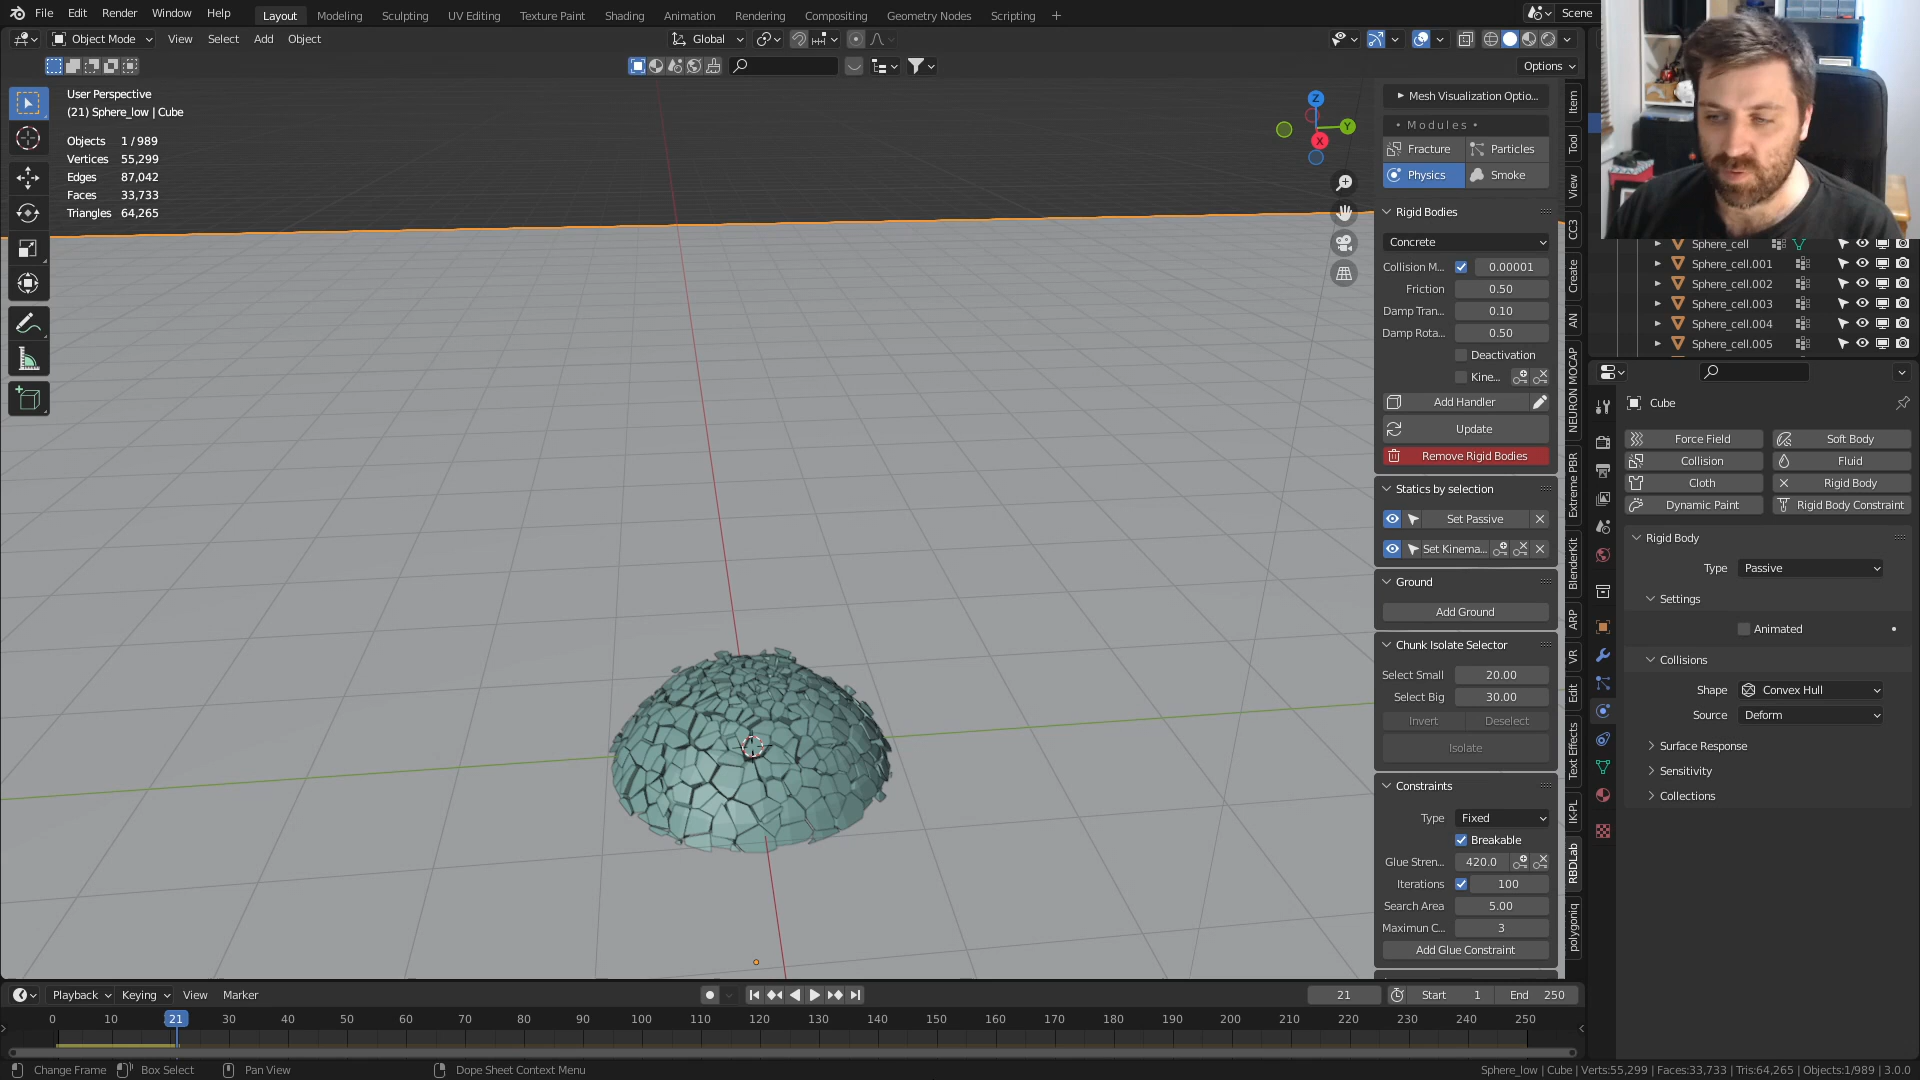 File Edit Render Window Help Layout Modeling Sculpting UV Editing Texture Paint Shading Animation Rendering Compositing Geometry Nodes Scripting + Scene
Object Mode View Select Add Object Global
Options
User Perspective
(21) Sphere_low | Cube
Objects 1 / 989
Vertices 55,299
Edges 87,042
Faces 33,733
Triangles 64,265
Z
Y
X
Mesh Visualization Optio...
• M o d u l e s •
Fracture Particles
Physics Smoke
Rigid Bodies
Concrete
Collision M... 0.00001
Friction 0.50
Damp Tran... 0.10
Damp Rota... 0.50
Deactivation
Kine...
Add Handler
Update
Remove Rigid Bodies
Statics by selection
Set Passive
Set Kinema...
Ground
Add Ground
Chunk Isolate Selector
Select Small 20.00
Select Big 30.00
Invert Deselect
Isolate
Constraints
Type Fixed
Breakable
Glue Stren... 420.0
Iterations 100
Search Area 5.00
Maximun C... 3
Add Glue Constraint
Item
Tool
View
CC3
Create
AN
NEURON MOCAP
Extreme PBR
BlenderKit
ARP
VR
Edit
Text Effects
IK-PL
RBDLab
polygoniq
Sphere_cell
Sphere_cell.001
Sphere_cell.002
Sphere_cell.003
Sphere_cell.004
Sphere_cell.005
Cube
Force Field Soft Body
Collision Fluid
Cloth Rigid Body
Dynamic Paint Rigid Body Constraint
Rigid Body
Type Passive
Settings
Animated
Collisions
Shape Convex Hull
Source Deform
Surface Response
Sensitivity
Collections
Playback Keying View Marker 21 Start 1 End 250
0 10 21 30 40 50 60 70 80 90 100 110 120 130 140 150 160 170 180 190 200 210 220 230 240 250
Change Frame Box Select Pan View Dope Sheet Context Menu Sphere_low | Cube | Verts:55,299 | Faces:33,733 | Tris:64,265 | Objects:1/989 | 3.0.0